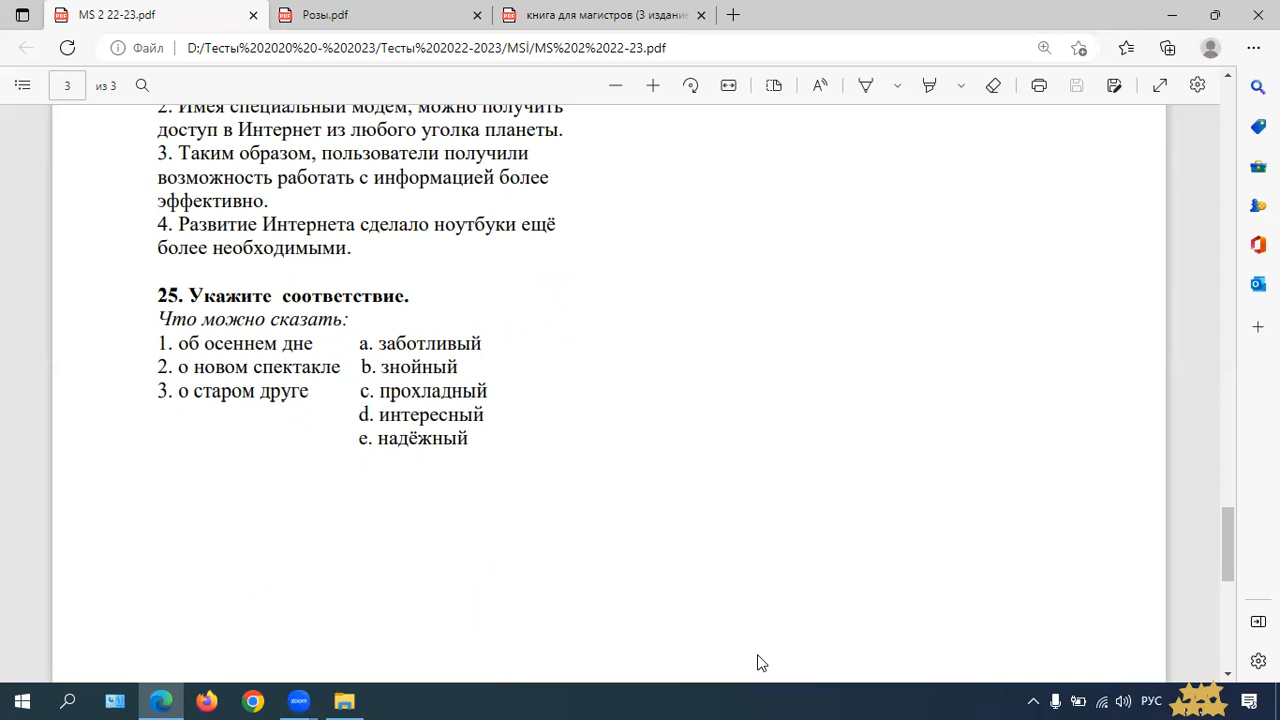 MS 2 22-23.pdf
Розы.pdf
книга для магистров (3 издание
Файл
D:/Тесты%202020%20-%202023/Тесты%202022-2023/MSİ/MS%202%2022-23.pdf
3
из 3
2. Имея специальный модем, можно получить
доступ в Интернет из любого уголка планеты.
3. Таким образом, пользователи получили
возможность работать с информацией более
эффективно.
4. Развитие Интернета сделало ноутбуки ещё
более необходимыми.
25. Укажите соответствие.
Что можно сказать:
1. об осеннем дне a. заботливый
2. о новом спектакле b. знойный
3. о старом друге c. прохладный
d. интересный
e. надёжный
zoom
РУС